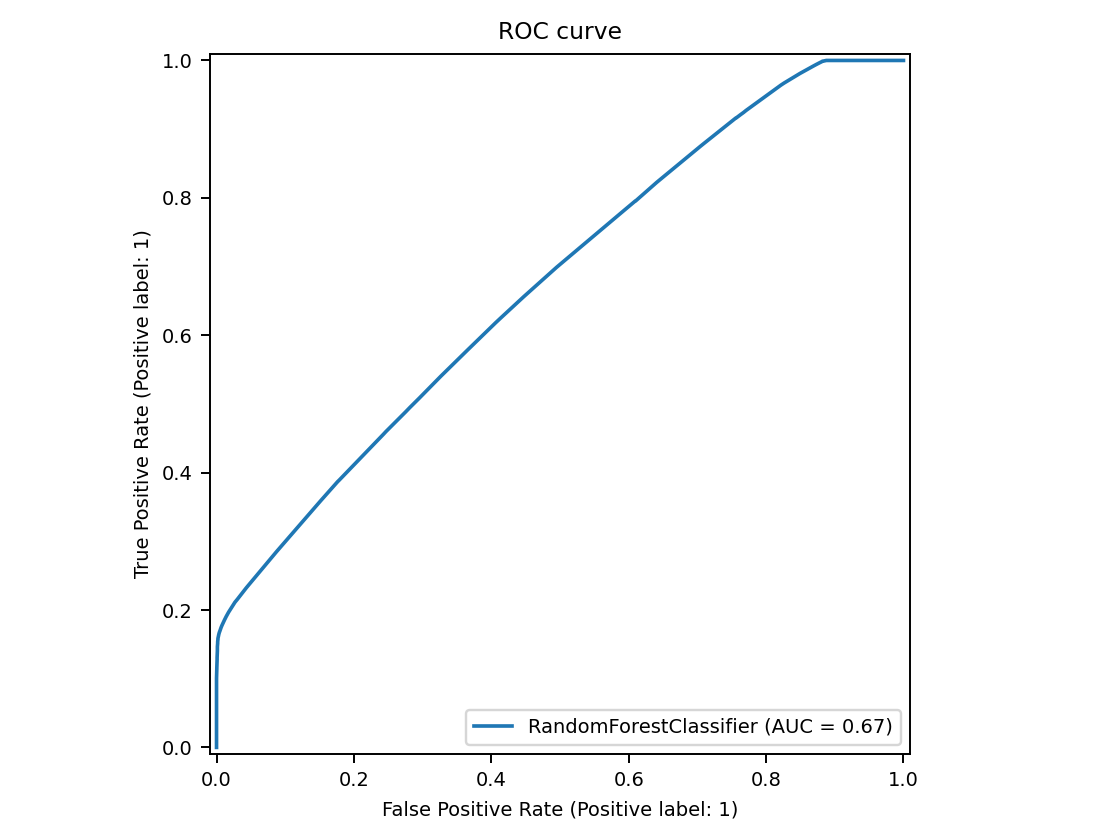 ROC curve
True Positive Rate (Positive label: 1)
1.0
0.8
0.6
0.4
0.2
0.0
RandomForestClassifier (AUC = 0.67)
0.0 0.2 0.4 0.6 0.8 1.0
False Positive Rate (Positive label: 1)